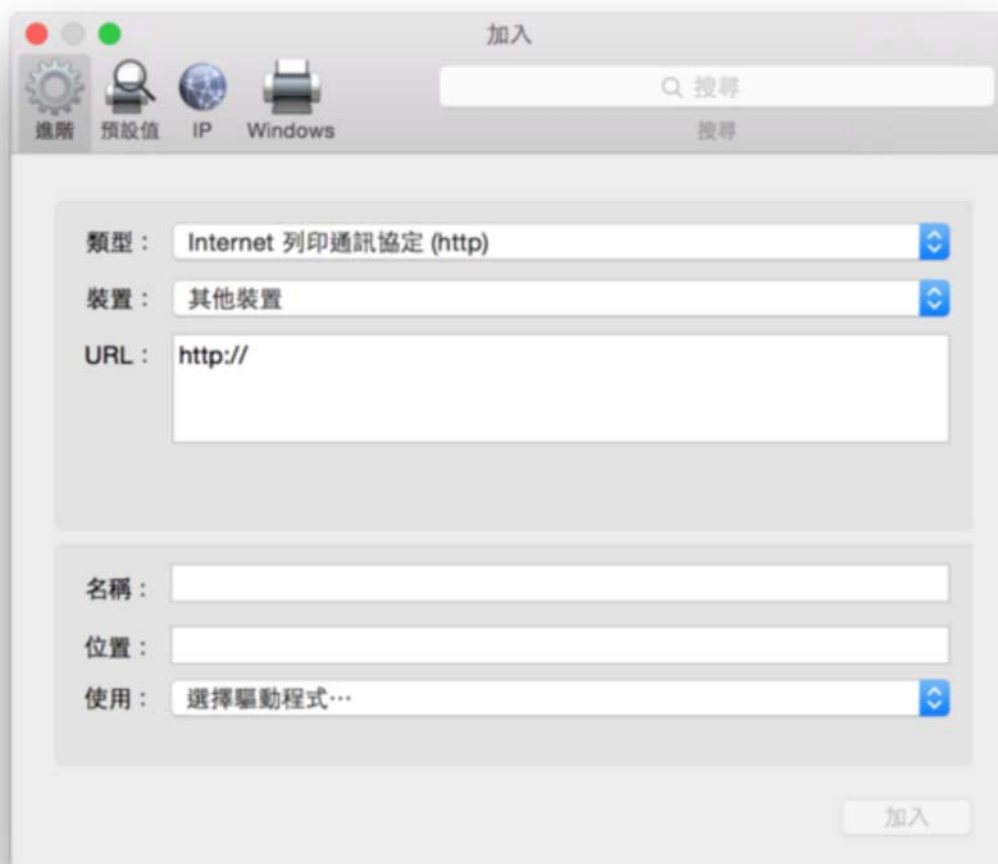 加入
搜尋
進階 預設值 IP Windows 搜尋
類型： Internet 列印通訊協定 (http)
裝置： 其他裝置
URL： http://
名稱：
位置：
使用： 選擇驅動程式⋯
加入